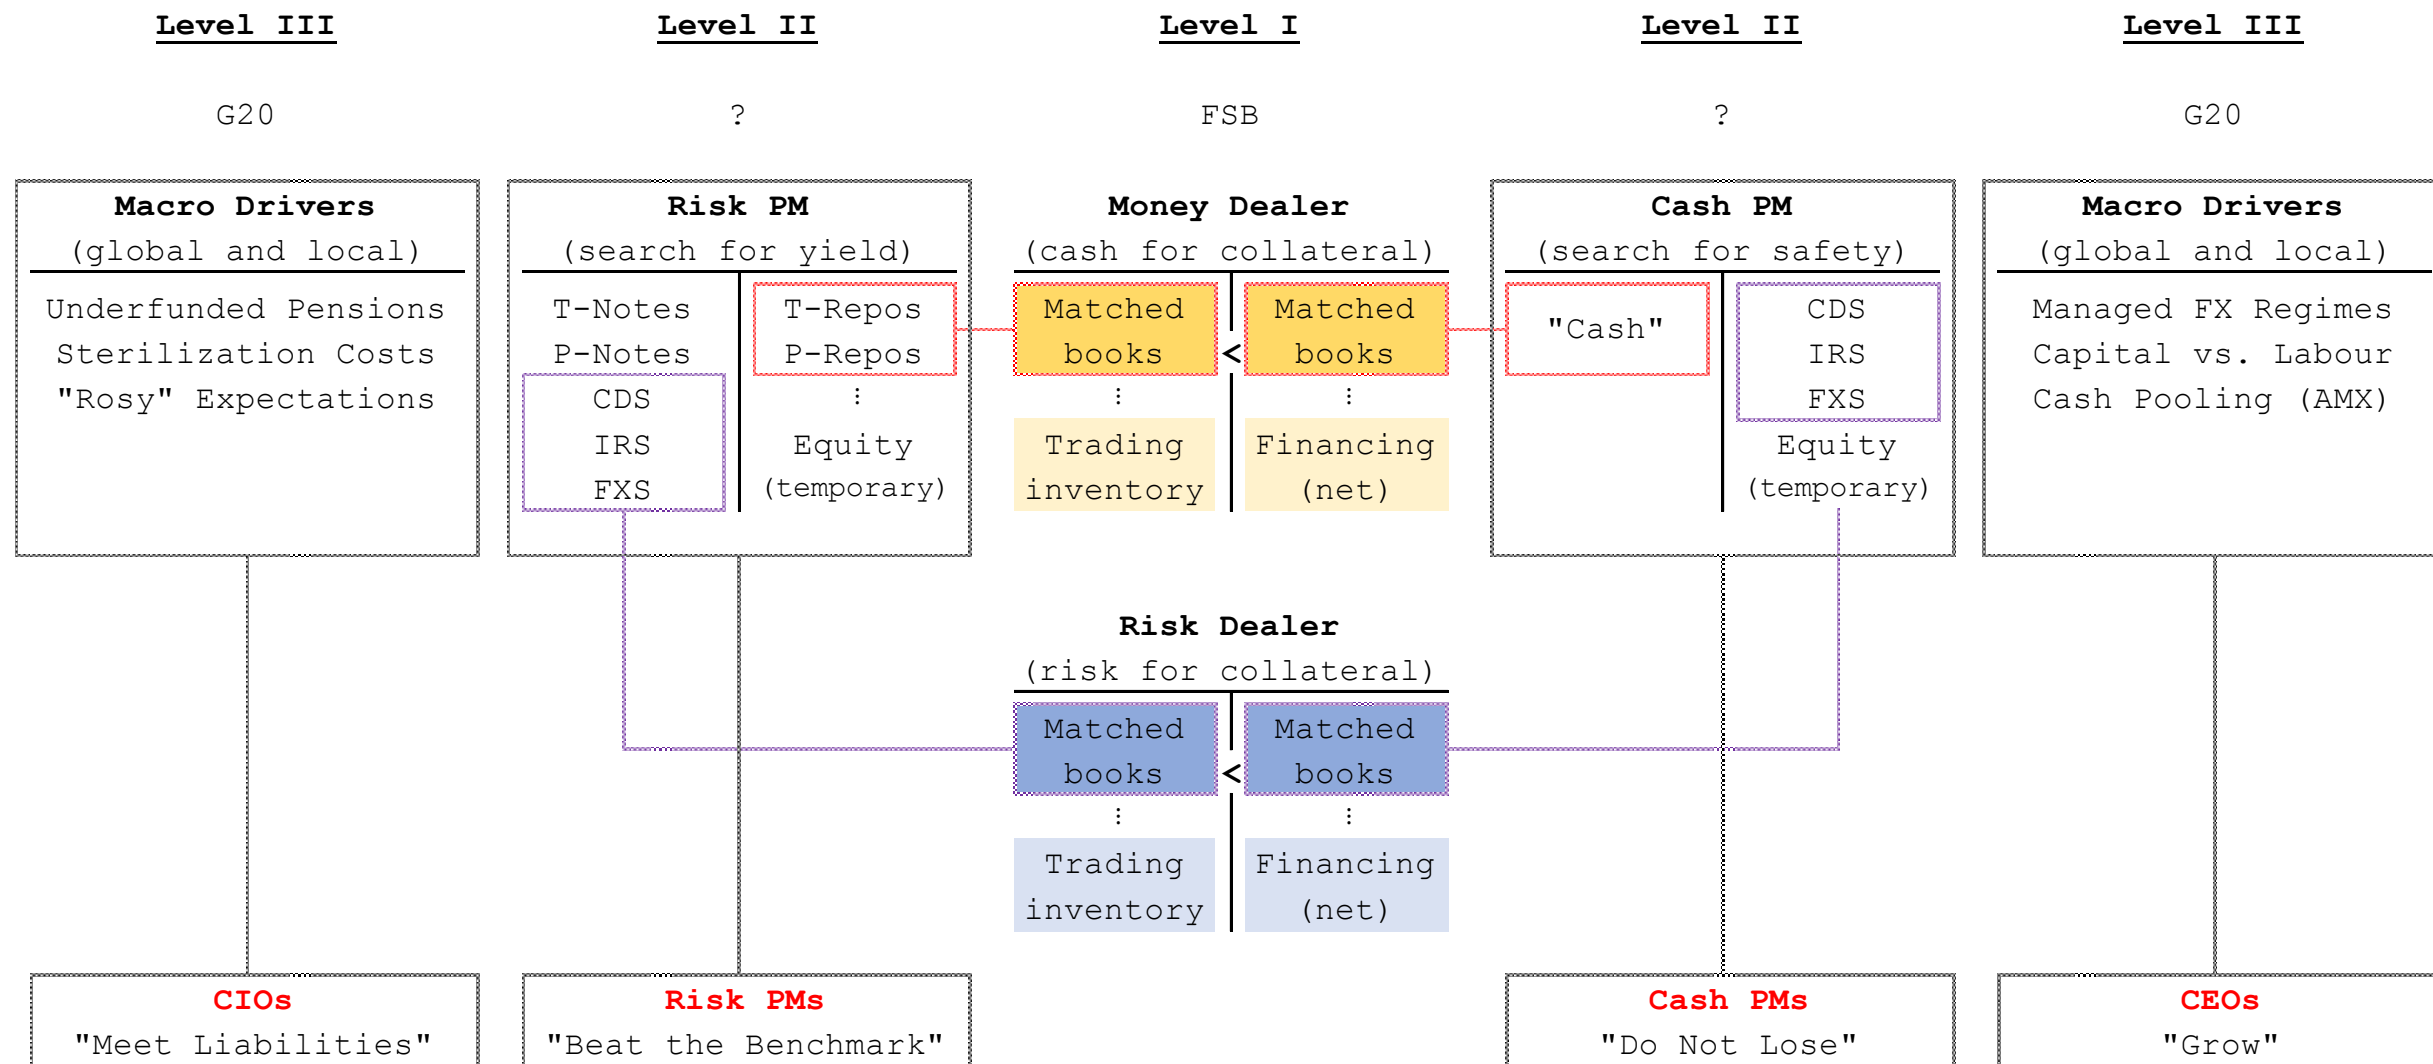 Level III
Level II
Level I
Level II
Level III
G20
?
FSB
?
G20
Macro Drivers
(global and local)
Underfunded Pensions
Sterilization Costs
"Rosy" Expectations
Risk PM
(search for yield)
T-Notes
P-Notes
CDS
IRS
FXS
T-Repos
P-Repos
⋮
Equity
(temporary)
Money Dealer
(cash for collateral)
Matched
books
⋮
Trading
inventory
<
Matched
books
⋮
Financing
(net)
Cash PM
(search for safety)
"Cash"
CDS
IRS
FXS
Equity
(temporary)
Macro Drivers
(global and local)
Managed FX Regimes
Capital vs. Labour
Cash Pooling (AMX)
Risk Dealer
(risk for collateral)
Matched
books
⋮
Trading
inventory
<
Matched
books
⋮
Financing
(net)
CIOs
"Meet Liabilities"
Risk PMs
"Beat the Benchmark"
Cash PMs
"Do Not Lose"
CEOs
"Grow"